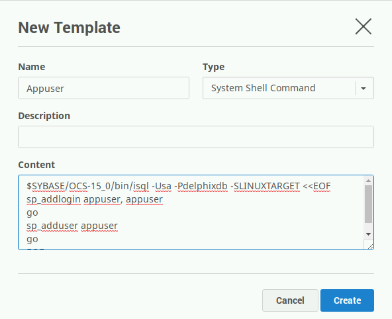 New Template
Name
Type
Appuser
System Shell Command
Description
Content
$SYBASE/OCS-15_0/bin/isql -Usa -Pdelphixdb -SLINUXTARGET <<EOF
sp_addlogin appuser, appuser
go
sp_adduser appuser
go
Cancel
Create